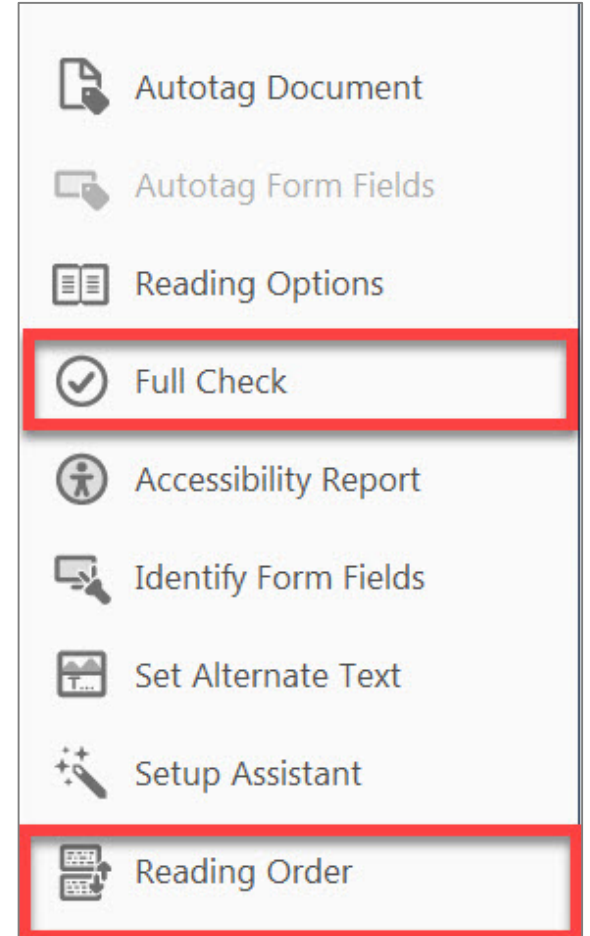 Autotag Document
Autotag Form Fields
Reading Options
Full Check
Accessibility Report
Identify Form Fields
Set Alternate Text
Setup Assistant
Reading Order